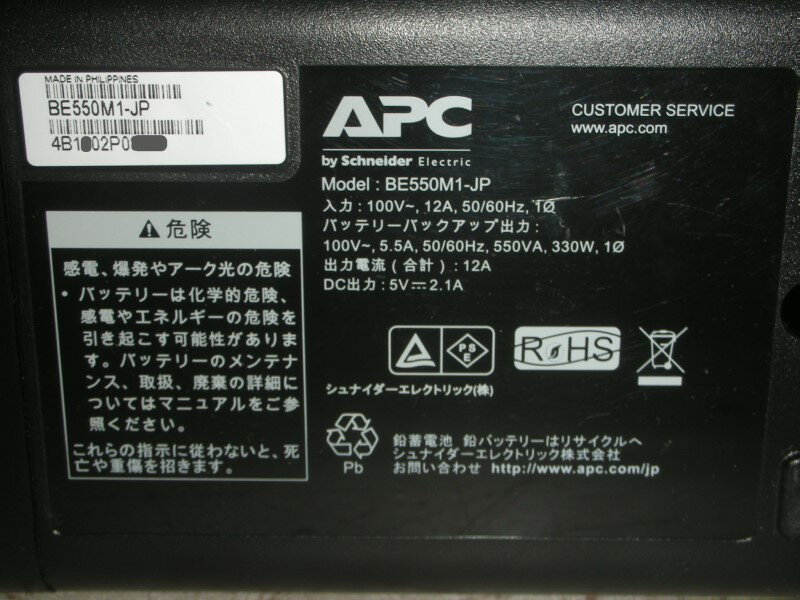 MADE IN PHILIPPINES
BE550M1-JP
APC
by Schneider Electric
CUSTOMER SERVICE
www.apc.com
Model : BE550M1-JP
入力 : 100V~, 12A, 50/60Hz, 1Ø
バッテリーバックアップ出力 :
100V~, 5.5A, 50/60Hz, 550VA, 330W, 1Ø
出力電流（合計）: 12A
DC出力 : 5V⎓2.1A
⚠危険
感電、爆発やアーク光の危険
• バッテリーは化学的危険、
感電やエネルギーの危険を
引き起こす可能性がありま
す。バッテリーのメンテナ
ンス、取扱、廃棄の詳細に
ついてはマニュアルをご参
照ください。
これらの指示に従わないと、死
亡や重傷を招きます。
PSE
RoHS
シュナイダーエレクトリック(株)
Pb
鉛蓄電池 鉛バッテリーはリサイクルへ
シュナイダーエレクトリック株式会社
お問い合わせ http://www.apc.com/jp